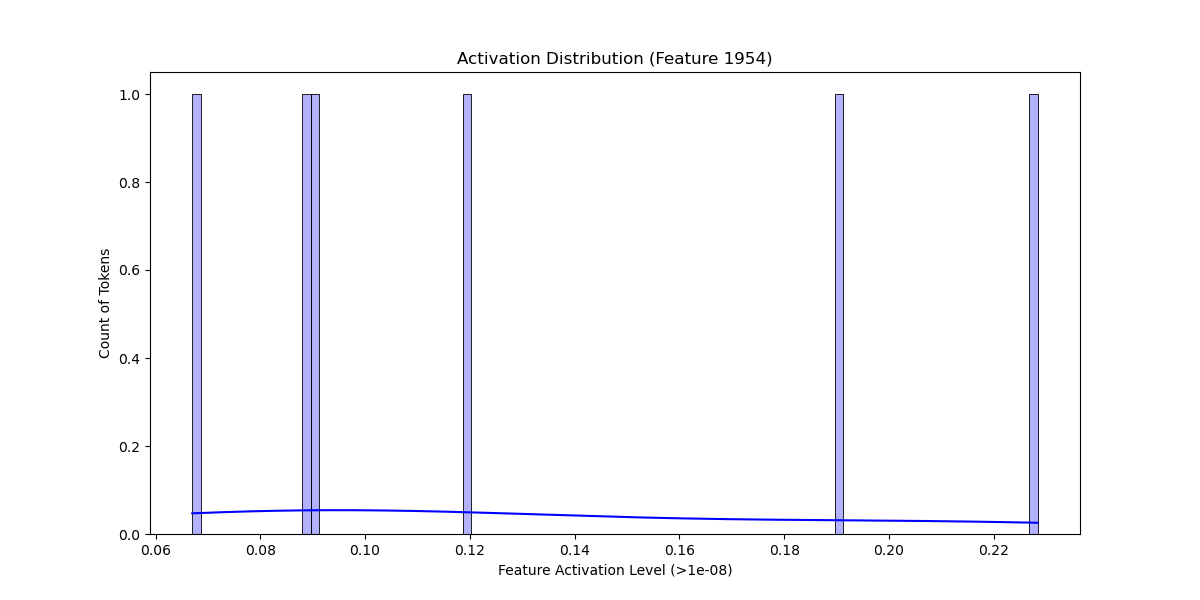 Activation Distribution (Feature 1954)
1.0
0.8
0.6
0.4
0.2
0.0
Count of Tokens
0.06 0.08 0.10 0.12 0.14 0.16 0.18 0.20 0.22
Feature Activation Level (>1e-08)